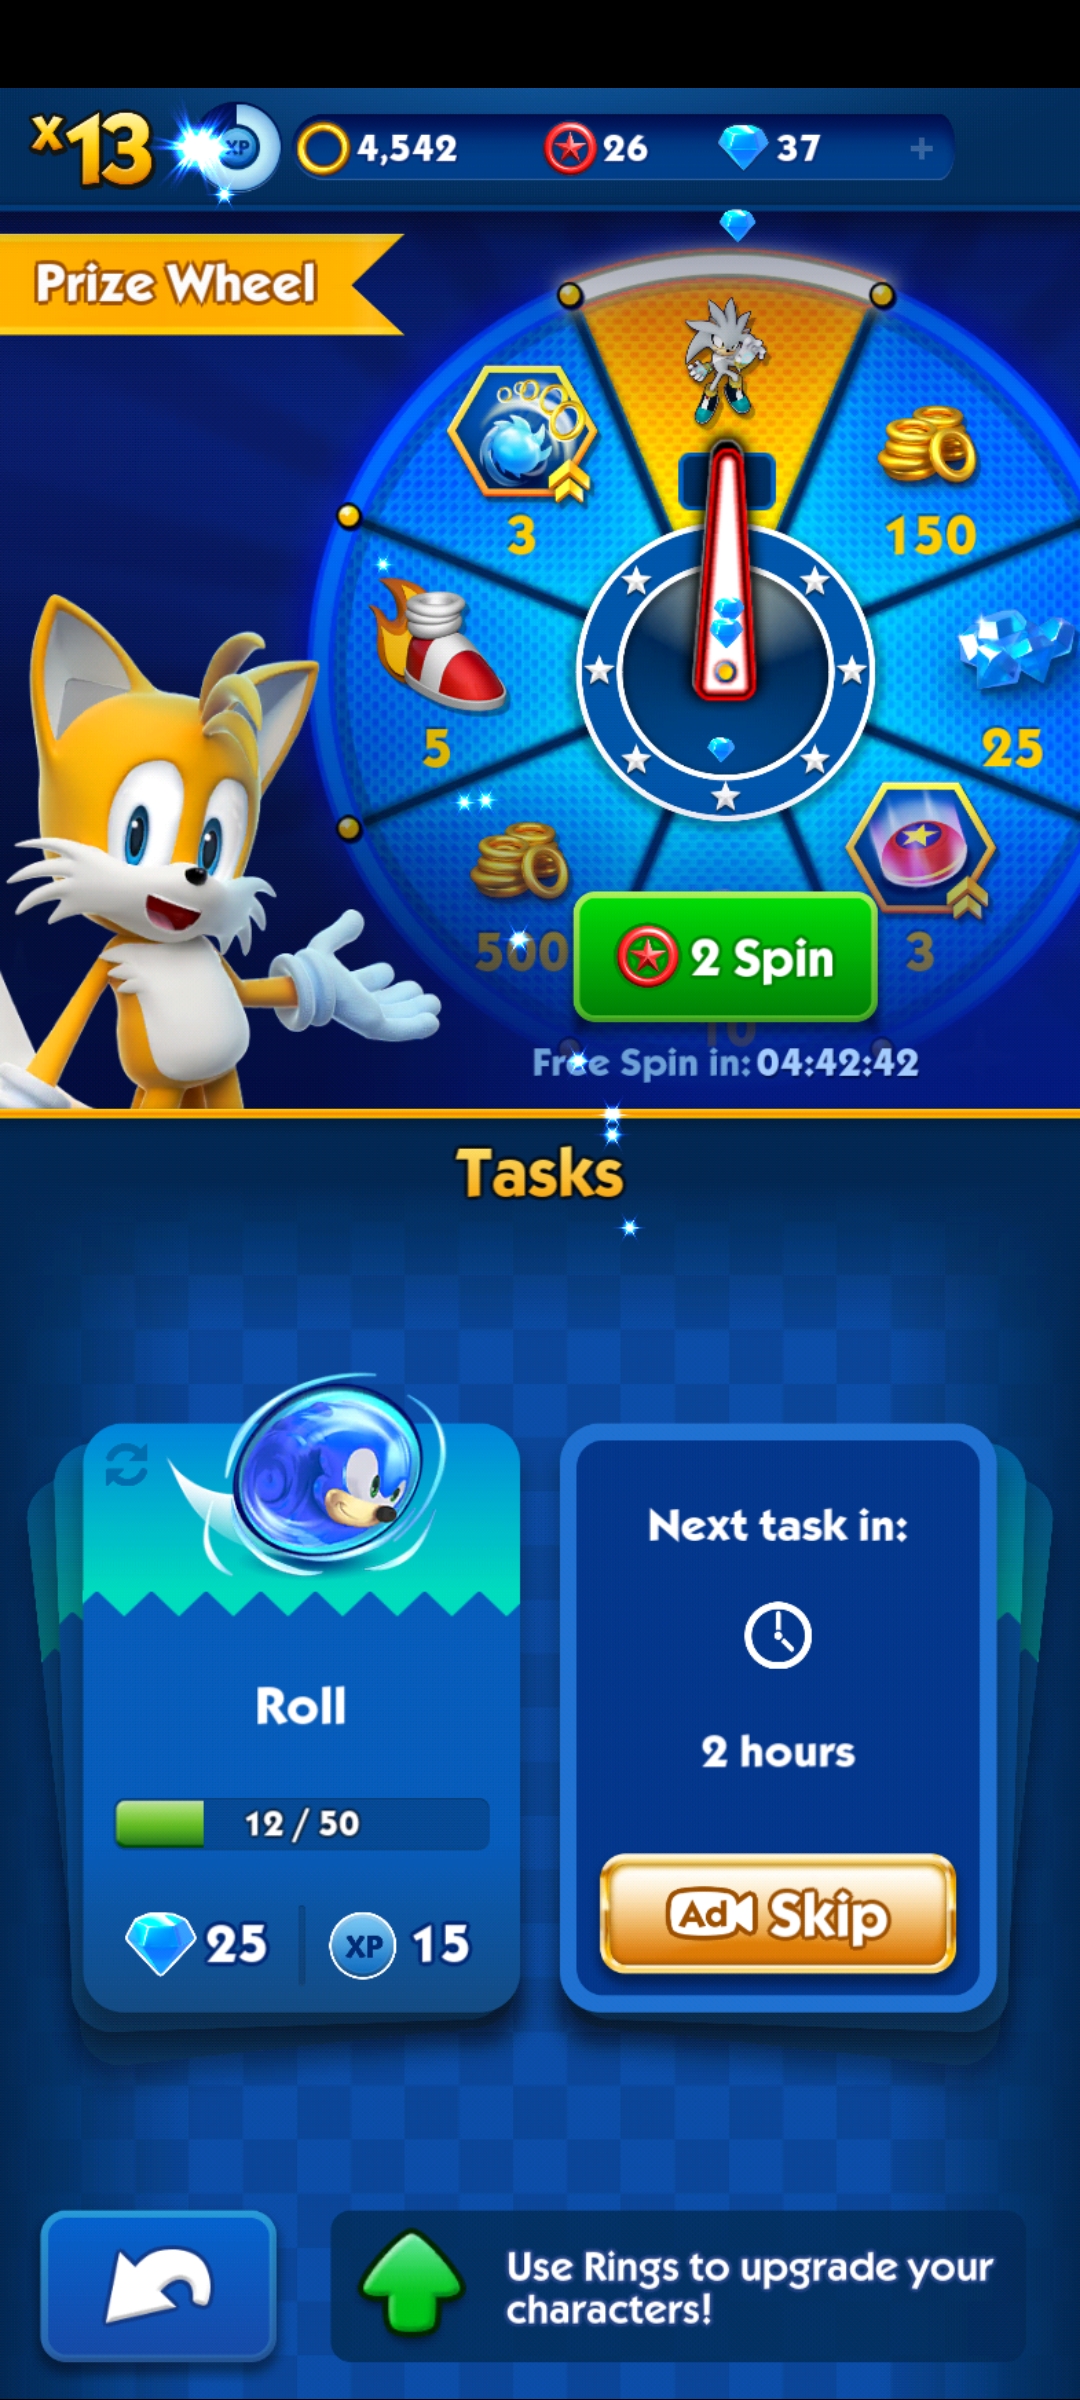 x13
XP
4,542
26
37
+
Prize Wheel
3
150
5
25
500
2 Spin
3
10
Free Spin in: 04:42:42
Tasks
Roll
12 / 50
25
XP
15
Next task in:
2 hours
Ad Skip
Use Rings to upgrade your
characters!